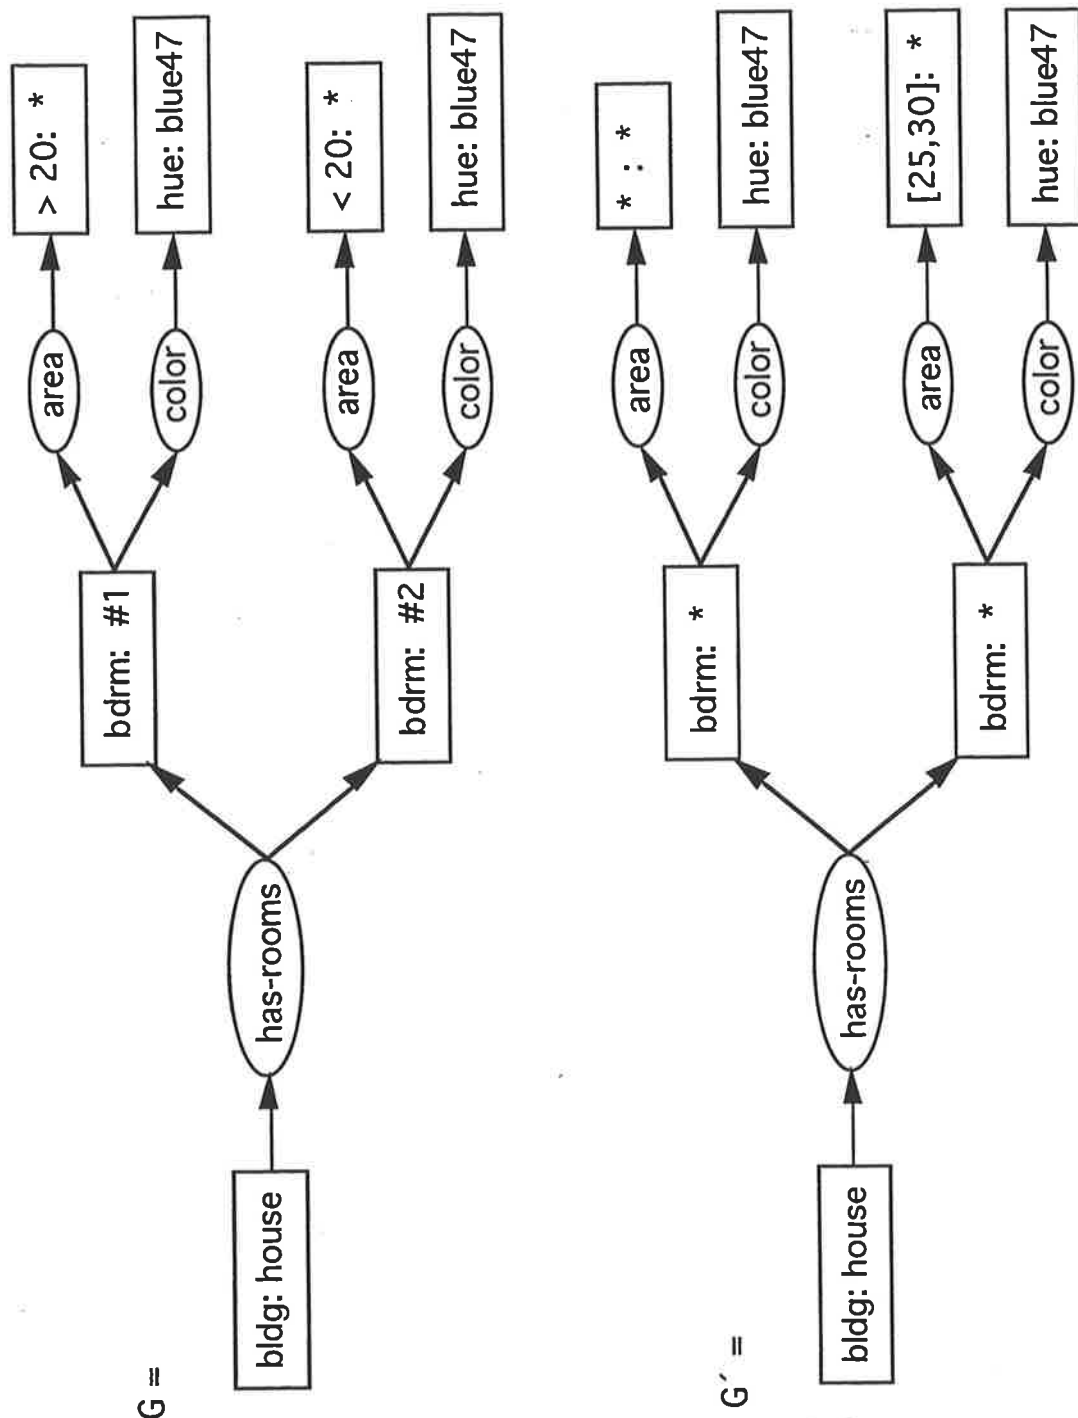 G =
bldg: house
has-rooms
bdrm: #1
area
> 20: *
color
hue: blue47
bdrm: #2
area
< 20: *
color
hue: blue47
G´ =
bldg: house
has-rooms
bdrm: *
area
* : *
color
hue: blue47
bdrm: *
area
[25,30]: *
color
hue: blue47